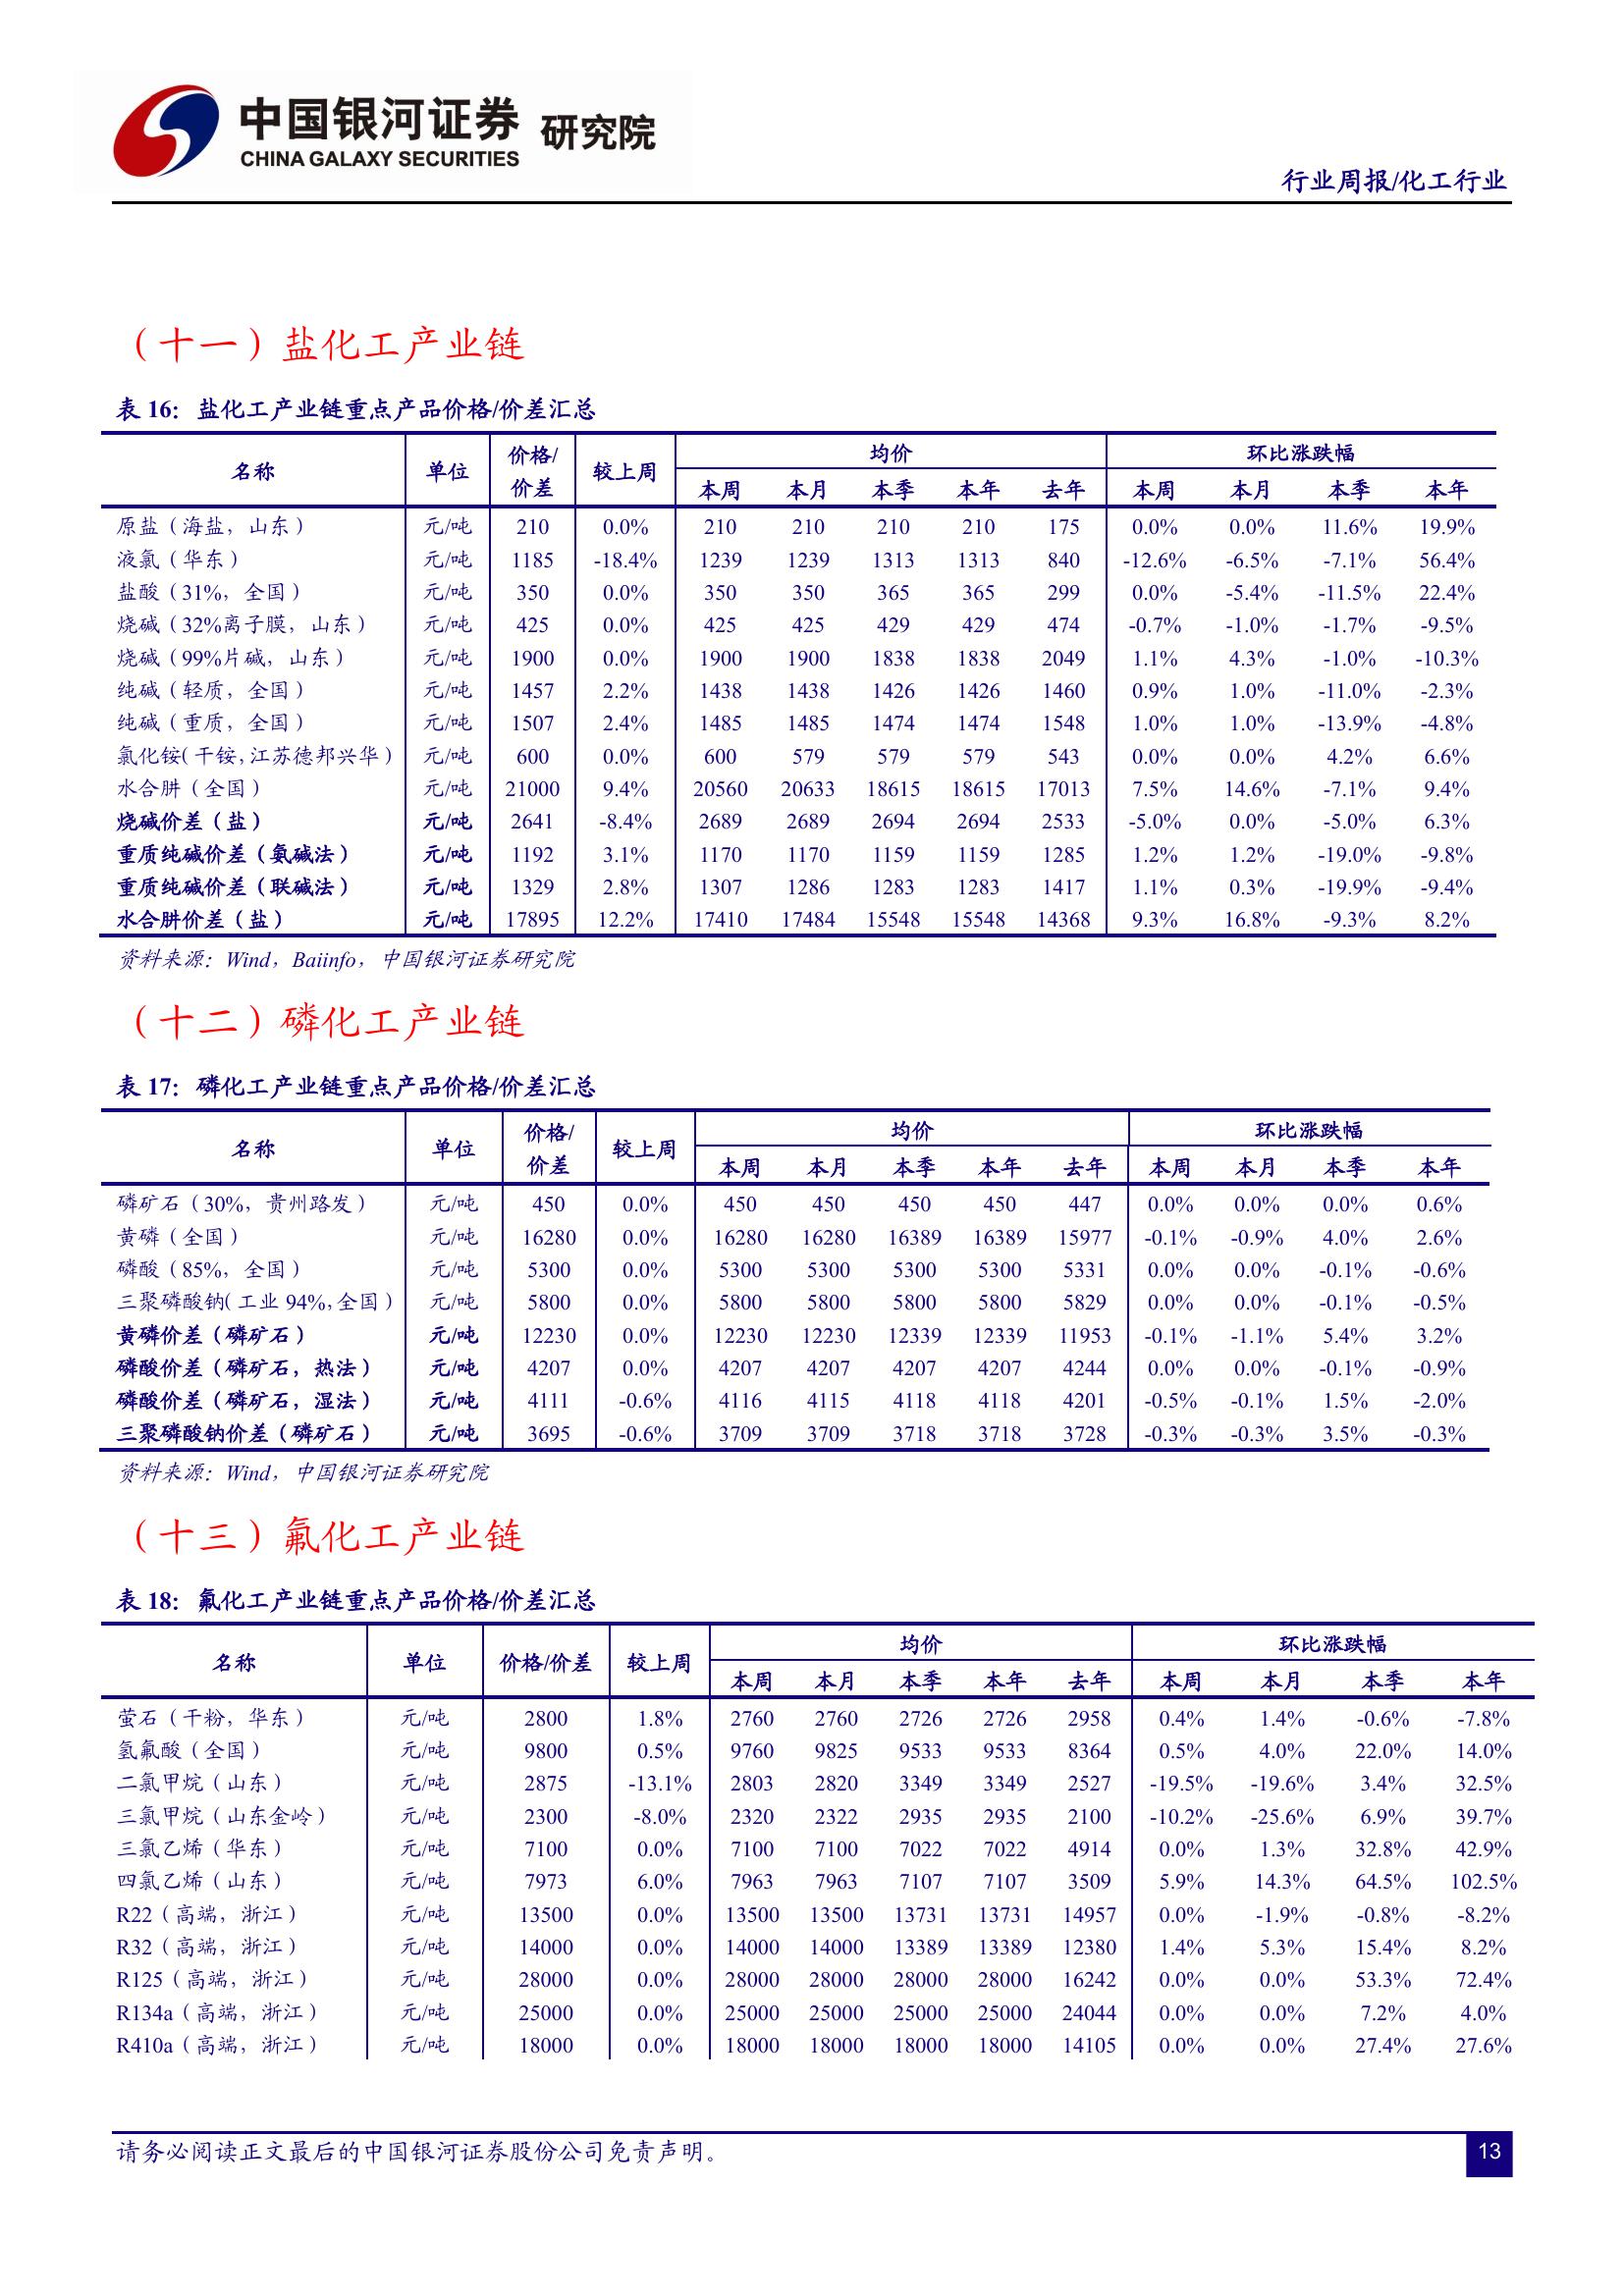 中国银河证券 研究院
CHINA GALAXY SECURITIES
行业周报/化工行业
（十一）盐化工产业链
表 16：盐化工产业链重点产品价格/价差汇总
名称 单位 价格/价差 较上周 均价 环比涨跌幅
本周 本月 本季 本年 去年 本周 本月 本季 本年
原盐（海盐，山东） 元/吨 210 0.0% 210 210 210 210 175 0.0% 0.0% 11.6% 19.9%
液氯（华东） 元/吨 1185 -18.4% 1239 1239 1313 1313 840 -12.6% -6.5% -7.1% 56.4%
盐酸（31%，全国） 元/吨 350 0.0% 350 350 365 365 299 0.0% -5.4% -11.5% 22.4%
烧碱（32%离子膜，山东） 元/吨 425 0.0% 425 425 429 429 474 -0.7% -1.0% -1.7% -9.5%
烧碱（99%片碱，山东） 元/吨 1900 0.0% 1900 1900 1838 1838 2049 1.1% 4.3% -1.0% -10.3%
纯碱（轻质，全国） 元/吨 1457 2.2% 1438 1438 1426 1426 1460 0.9% 1.0% -11.0% -2.3%
纯碱（重质，全国） 元/吨 1507 2.4% 1485 1485 1474 1474 1548 1.0% 1.0% -13.9% -4.8%
氯化铵（干铵，江苏德邦兴华） 元/吨 600 0.0% 600 579 579 579 543 0.0% 0.0% 4.2% 6.6%
水合肼（全国） 元/吨 21000 9.4% 20560 20633 18615 18615 17013 7.5% 14.6% -7.1% 9.4%
烧碱价差（盐） 元/吨 2641 -8.4% 2689 2689 2694 2694 2533 -5.0% 0.0% -5.0% 6.3%
重质纯碱价差（氨碱法） 元/吨 1192 3.1% 1170 1170 1159 1159 1285 1.2% 1.2% -19.0% -9.8%
重质纯碱价差（联碱法） 元/吨 1329 2.8% 1307 1286 1283 1283 1417 1.1% 0.3% -19.9% -9.4%
水合肼价差（盐） 元/吨 17895 12.2% 17410 17484 15548 15548 14368 9.3% 16.8% -9.3% 8.2%
资料来源：Wind，Baiinfo，中国银河证券研究院
（十二）磷化工产业链
表 17：磷化工产业链重点产品价格/价差汇总
名称 单位 价格/价差 较上周 均价 环比涨跌幅
本周 本月 本季 本年 去年 本周 本月 本季 本年
磷矿石（30%，贵州路发） 元/吨 450 0.0% 450 450 450 450 447 0.0% 0.0% 0.0% 0.6%
黄磷（全国） 元/吨 16280 0.0% 16280 16280 16389 16389 15977 -0.1% -0.9% 4.0% 2.6%
磷酸（85%，全国） 元/吨 5300 0.0% 5300 5300 5300 5300 5331 0.0% 0.0% -0.1% -0.6%
三聚磷酸钠（工业 94%，全国） 元/吨 5800 0.0% 5800 5800 5800 5800 5829 0.0% 0.0% -0.1% -0.5%
黄磷价差（磷矿石） 元/吨 12230 0.0% 12230 12230 12339 12339 11953 -0.1% -1.1% 5.4% 3.2%
磷酸价差（磷矿石，热法） 元/吨 4207 0.0% 4207 4207 4207 4207 4244 0.0% 0.0% -0.1% -0.9%
磷酸价差（磷矿石，湿法） 元/吨 4111 -0.6% 4116 4115 4118 4118 4201 -0.5% -0.1% 1.5% -2.0%
三聚磷酸钠价差（磷矿石） 元/吨 3695 -0.6% 3709 3709 3718 3718 3728 -0.3% -0.3% 3.5% -0.3%
资料来源：Wind，中国银河证券研究院
（十三）氟化工产业链
表 18：氟化工产业链重点产品价格/价差汇总
名称 单位 价格/价差 较上周 均价 环比涨跌幅
本周 本月 本季 本年 去年 本周 本月 本季 本年
萤石（干粉，华东） 元/吨 2800 1.8% 2760 2760 2726 2726 2958 0.4% 1.4% -0.6% -7.8%
氢氟酸（全国） 元/吨 9800 0.5% 9760 9825 9533 9533 8364 0.5% 4.0% 22.0% 14.0%
二氯甲烷（山东） 元/吨 2875 -13.1% 2803 2820 3349 3349 2527 -19.5% -19.6% 3.4% 32.5%
三氯甲烷（山东金岭） 元/吨 2300 -8.0% 2320 2322 2935 2935 2100 -10.2% -25.6% 6.9% 39.7%
三氯乙烯（华东） 元/吨 7100 0.0% 7100 7100 7022 7022 4914 0.0% 1.3% 32.8% 42.9%
四氯乙烯（山东） 元/吨 7973 6.0% 7963 7963 7107 7107 3509 5.9% 14.3% 64.5% 102.5%
R22（高端，浙江） 元/吨 13500 0.0% 13500 13500 13731 13731 14957 0.0% -1.9% -0.8% -8.2%
R32（高端，浙江） 元/吨 14000 0.0% 14000 14000 13389 13389 12380 1.4% 5.3% 15.4% 8.2%
R125（高端，浙江） 元/吨 28000 0.0% 28000 28000 28000 28000 16242 0.0% 0.0% 53.3% 72.4%
R134a（高端，浙江） 元/吨 25000 0.0% 25000 25000 25000 25000 24044 0.0% 0.0% 7.2% 4.0%
R410a（高端，浙江） 元/吨 18000 0.0% 18000 18000 18000 18000 14105 0.0% 0.0% 27.4% 27.6%
请务必阅读正文最后的中国银河证券股份公司免责声明。
13